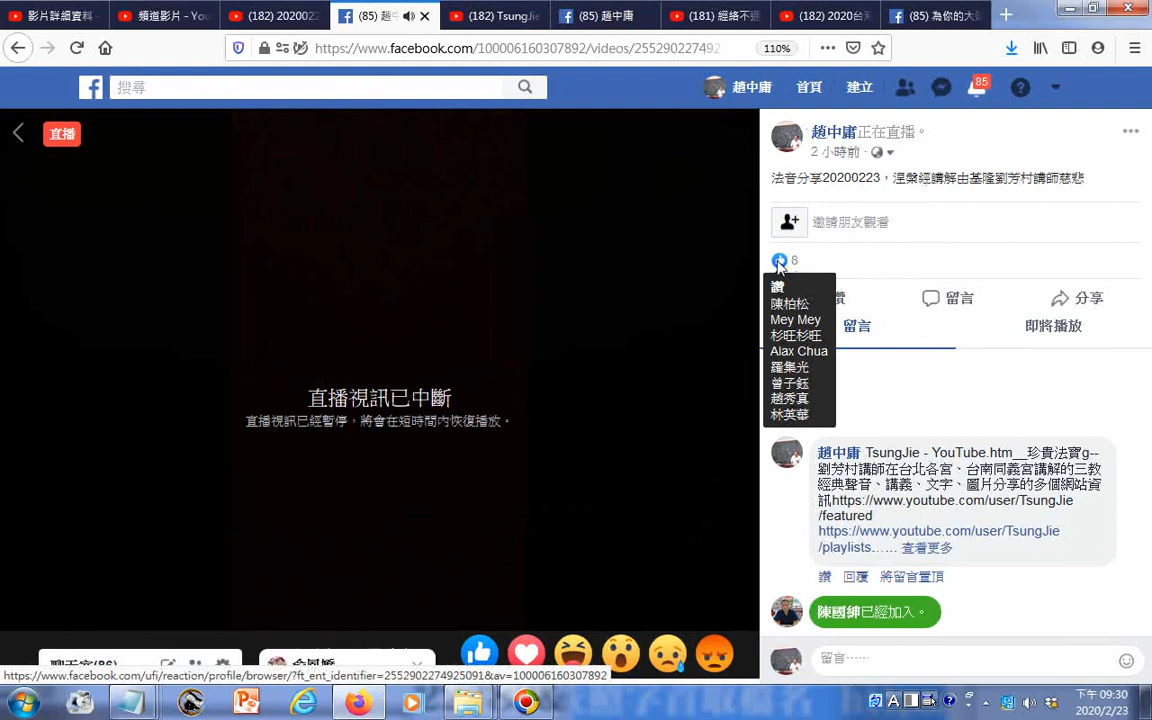 影片詳細資料 -
頻道影片 - You
(182) 2020022
(85) 趙中
(182) TsungJie
(85) 趙中庸
(181) 經絡不通
(182) 2020台
(85) 為你的大
https://www.facebook.com/100006160307892/videos/255290227492
110%
搜尋
趙中庸
首頁
建立
85
直播
趙中庸正在直播。
2 小時前
法音分享20200223，涅槃經講解由基隆劉芳村講師慈悲
邀請朋友觀看
8
讚
留言
分享
讚
陳柏松
Mey Mey
杉旺杉旺
Alax Chua
羅集光
曾子鈺
趙秀真
林英華
留言
即將播放
直播視訊已中斷
直播視訊已經暫停，將會在短時間內恢復播放。
趙中庸 TsungJie - YouTube.htm__珍貴法寶g--
劉芳村講師在台北各宮、台南同義宮講解的三教
經典聲音、講義、文字、圖片分享的多個網站資
訊https://www.youtube.com/user/TsungJie
/featured
https://www.youtube.com/user/TsungJie
/playlists…… 查看更多
讚 回覆 將留言置頂
陳國紳已經加入。
留言……
聊天室(86)
https://www.facebook.com/ufi/reaction/profile/browser/?ft_ent_identifier=2552902274925091&av=100006160307892
下午 09:30
2020/2/23